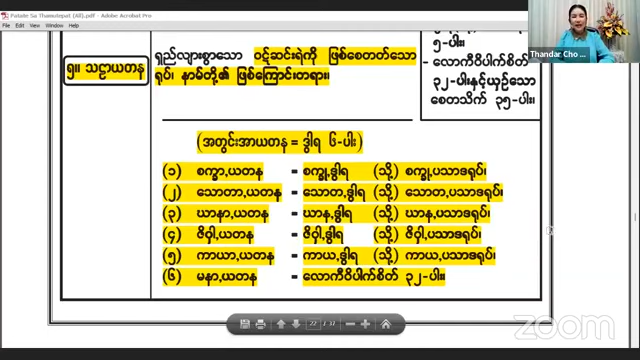 Patate Sa Thamutepat (All).pdf - Adobe Acrobat Pro
File Edit View Window Help
Thandar Cho ...
၅-ပါး။
- လောကီဝိပါက်စိတ်
၃၂-ပါးနှင့်ယှဉ်သော
စေတသိက် ၃၅-ပါး။
၅။ သဠာယတန
ရှည်လျားစွာသော ဝဋ်ဆင်းရဲကို ဖြစ်စေတတ်သော
ရုပ်၊ နာမ်တို့၏ ဖြစ်ကြောင်းတရား။
(အတွင်းအာယတန = ဒွါရ ၆-ပါး)
(၁) စက္ခာ,ယတန = စက္ခု,ဒွါရ (သို့) စက္ခု,ပသာဒရုပ်၊
(၂) သောတာ,ယတန = သောတ,ဒွါရ (သို့) သောတ,ပသာဒရုပ်၊
(၃) ဃာနာ,ယတန = ဃာန,ဒွါရ (သို့) ဃာန,ပသာဒရုပ်၊
(၄) ဇိဝှါ,ယတန = ဇိဝှါ,ဒွါရ (သို့) ဇိဝှါ,ပသာဒရုပ်၊
(၅) ကာယာ,ယတန = ကာယ,ဒွါရ (သို့) ကာယ,ပသာဒရုပ်၊
(၆) မနာ,ယတန = လောကီဝိပါက်စိတ် ၃၂-ပါး။
22 / 31
zoom